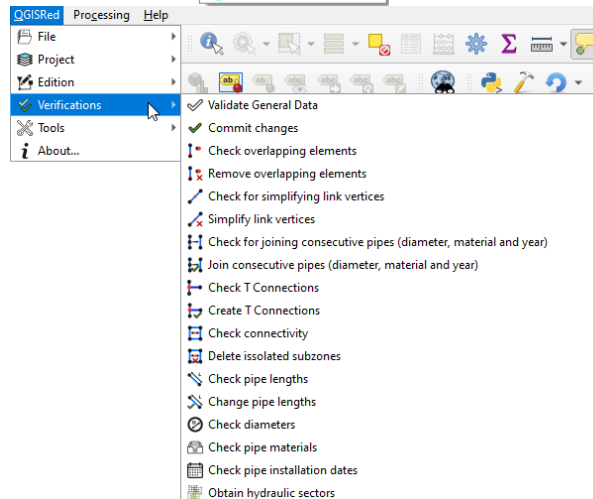 QGISRed Processing Help
File
Project
Edition
Verifications
Tools
About...
Validate General Data
Commit changes
Check overlapping elements
Remove overlapping elements
Check for simplifying link vertices
Simplify link vertices
Check for joining consecutive pipes (diameter, material and year)
Join consecutive pipes (diameter, material and year)
Check T Connections
Create T Connections
Check connectivity
Delete issolated subzones
Check pipe lengths
Change pipe lengths
Check diameters
Check pipe materials
Check pipe installation dates
Obtain hydraulic sectors